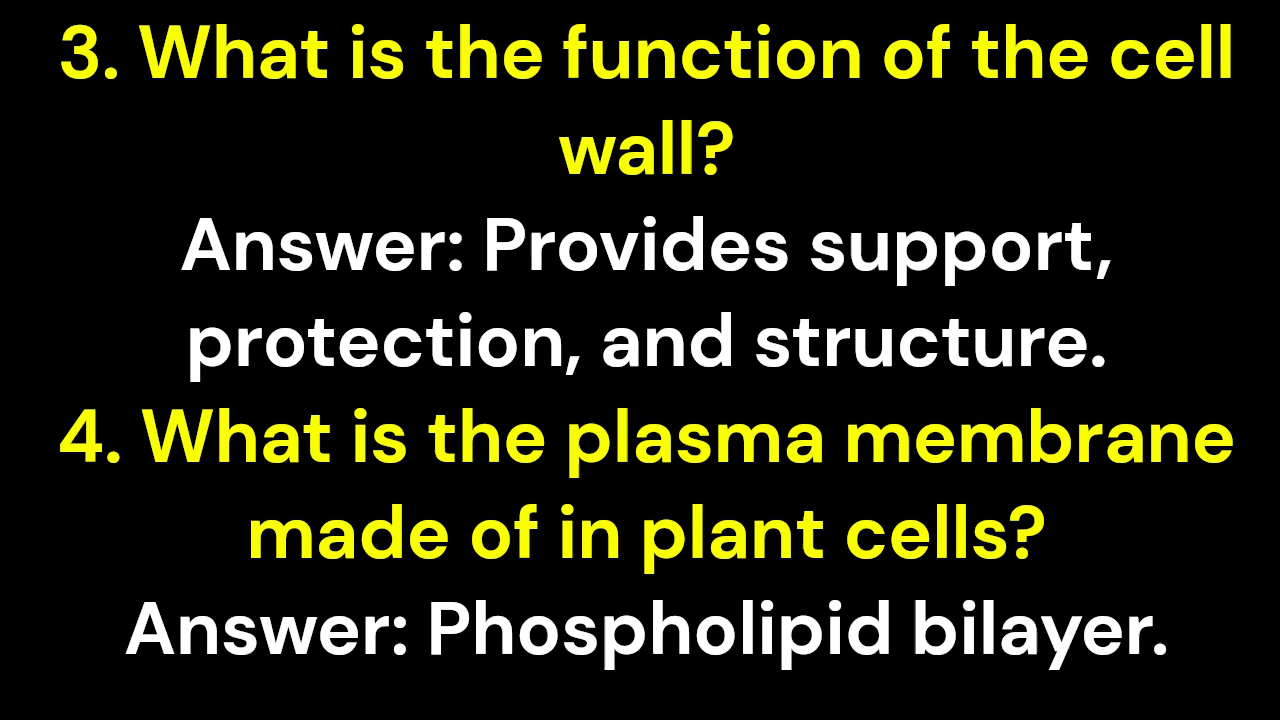 3. What is the function of the cell
wall?
Answer: Provides support,
protection, and structure.
4. What is the plasma membrane
made of in plant cells?
Answer: Phospholipid bilayer.